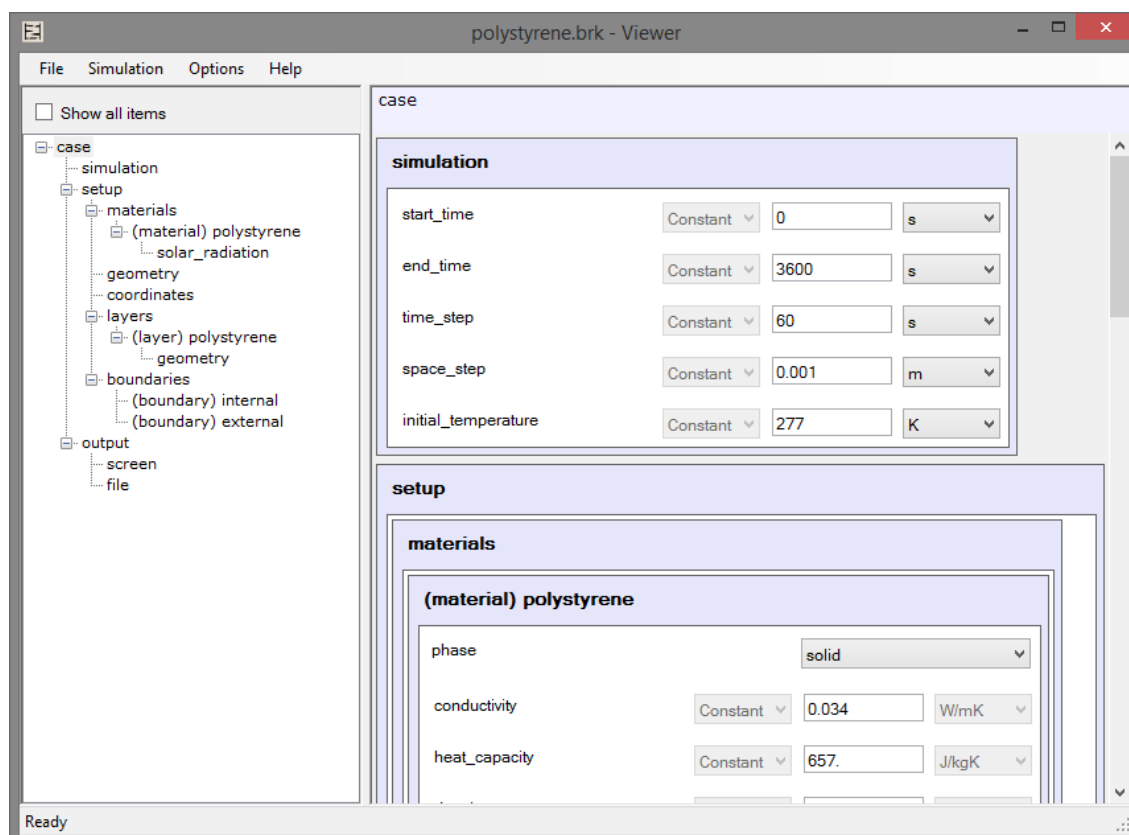 polystyrene.brk - Viewer
File Simulation Options Help
Show all items
case
simulation
setup
materials
(material) polystyrene
solar_radiation
geometry
coordinates
layers
(layer) polystyrene
geometry
boundaries
(boundary) internal
(boundary) external
output
screen
file
case
simulation
start_time Constant 0 s
end_time Constant 3600 s
time_step Constant 60 s
space_step Constant 0.001 m
initial_temperature Constant 277 K
setup
materials
(material) polystyrene
phase solid
conductivity Constant 0.034 W/mK
heat_capacity Constant 657. J/kgK
Ready